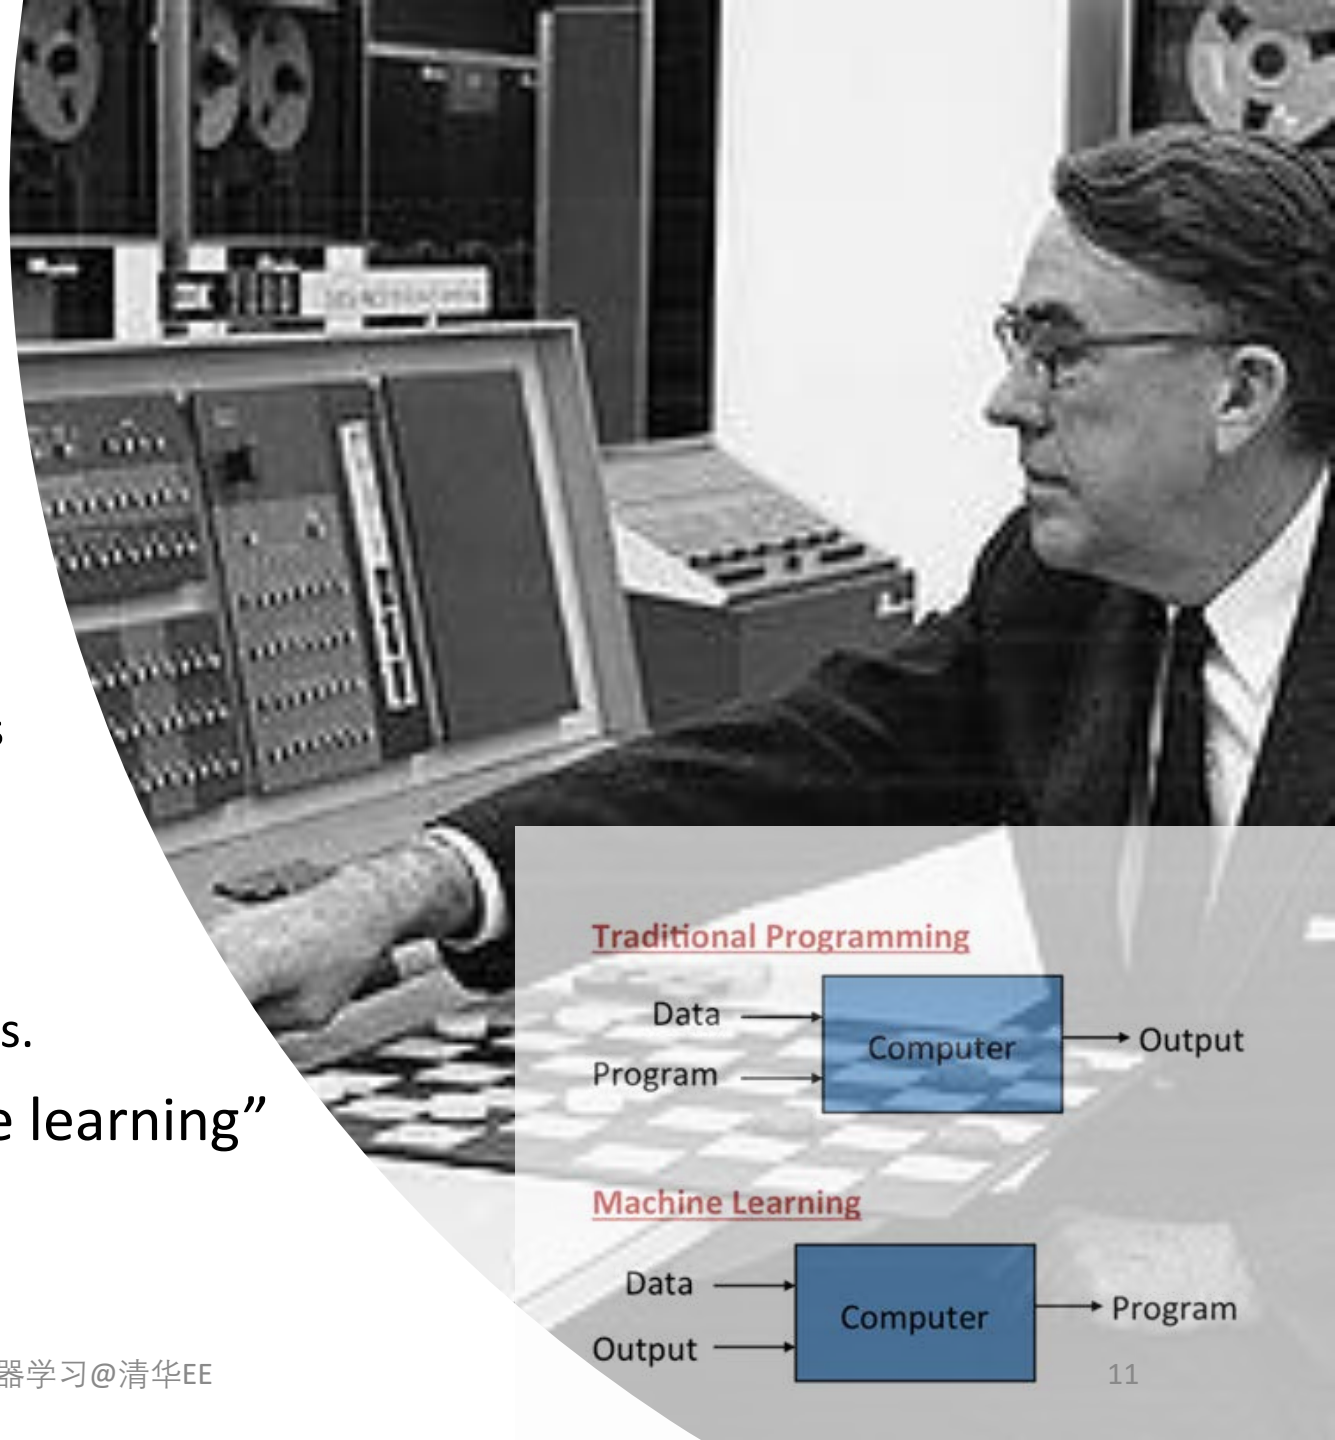 s
s.
e learning”
Traditional Programming
Data
Program
Computer
Output
Machine Learning
Data
Output
Computer
Program
器学习@清华EE
11